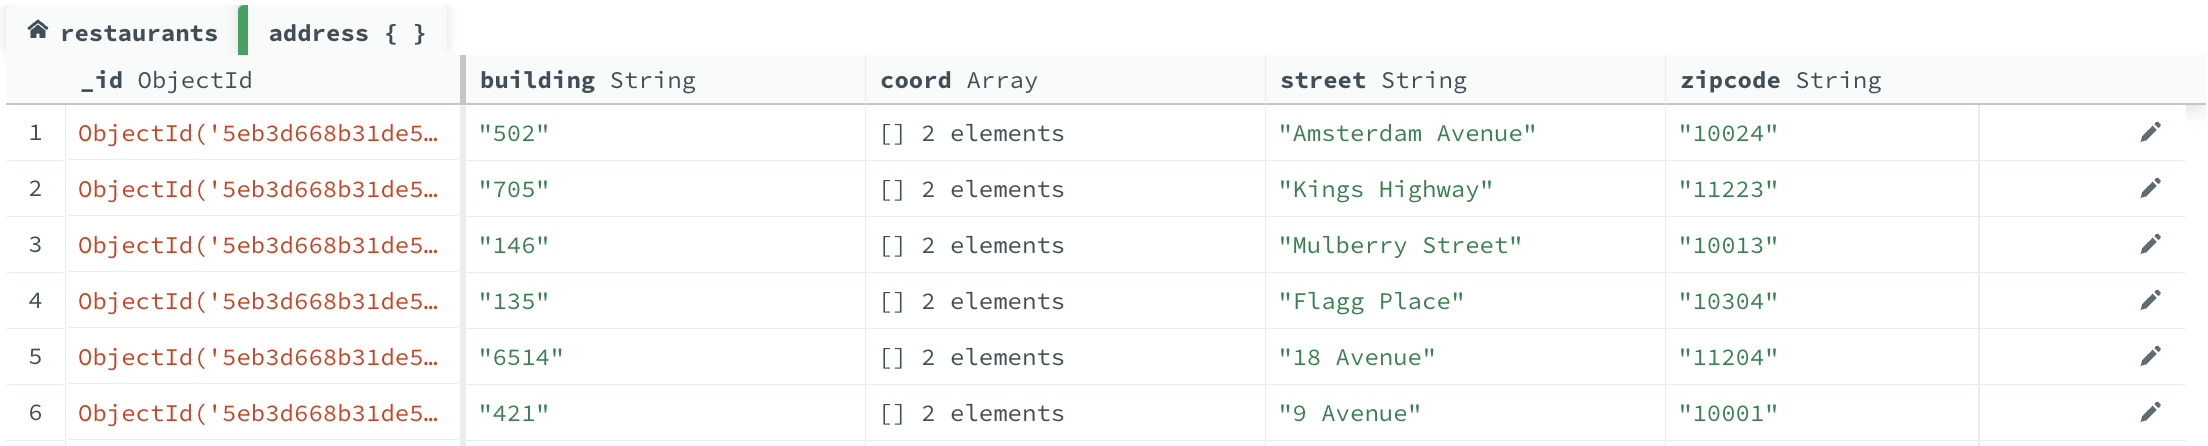 restaurants address { }
_id ObjectId building String coord Array street String zipcode String
1 ObjectId('5eb3d668b31de5… "502" [] 2 elements "Amsterdam Avenue" "10024"
2 ObjectId('5eb3d668b31de5… "705" [] 2 elements "Kings Highway" "11223"
3 ObjectId('5eb3d668b31de5… "146" [] 2 elements "Mulberry Street" "10013"
4 ObjectId('5eb3d668b31de5… "135" [] 2 elements "Flagg Place" "10304"
5 ObjectId('5eb3d668b31de5… "6514" [] 2 elements "18 Avenue" "11204"
6 ObjectId('5eb3d668b31de5… "421" [] 2 elements "9 Avenue" "10001"